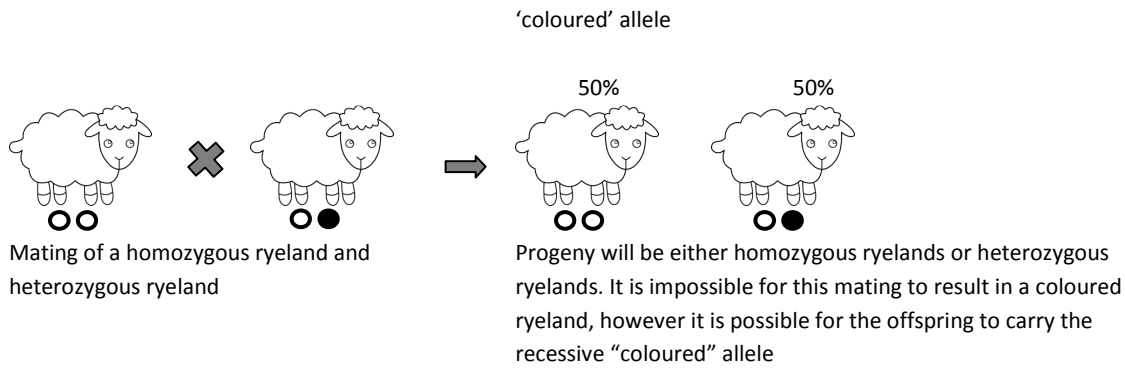 ‘coloured’ allele
50% 50%
Mating of a homozygous ryeland and
heterozygous ryeland
Progeny will be either homozygous ryelands or heterozygous
ryelands. It is impossible for this mating to result in a coloured
ryeland, however it is possible for the offspring to carry the
recessive “coloured” allele